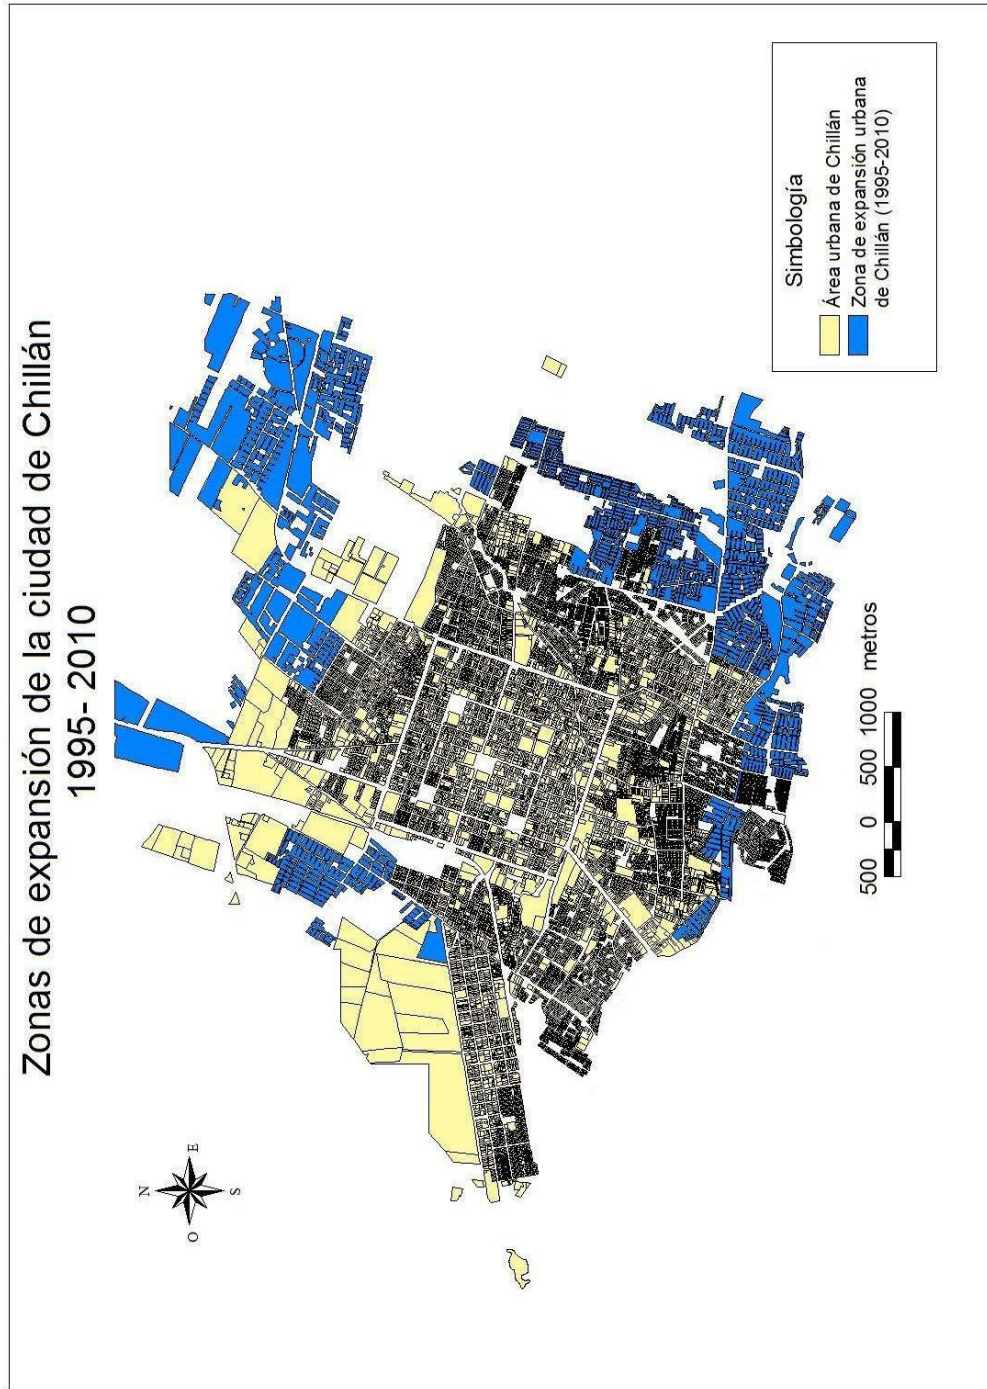 Zonas de expansión de la ciudad de Chillán
1995- 2010
N
O
E
S
Simbología
Área urbana de Chillán
Zona de expansión urbana
de Chillán (1995-2010)
500 0 500 1000 metros